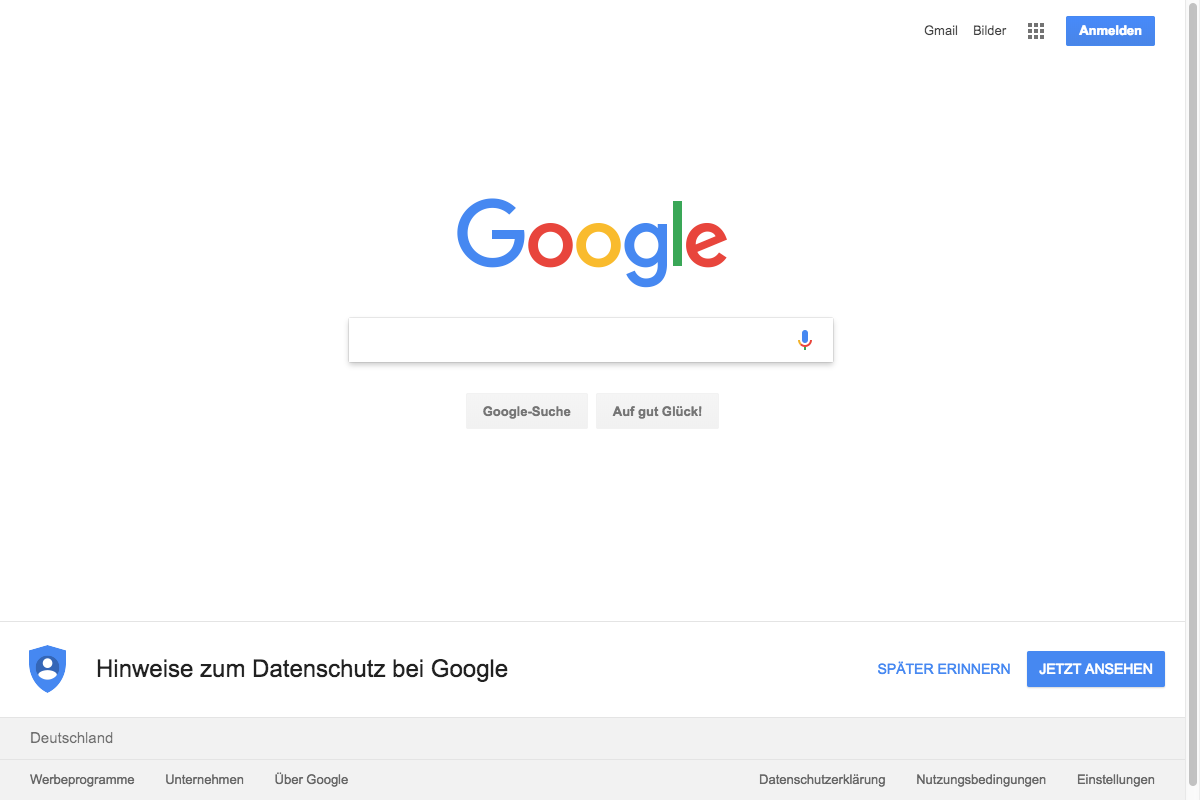 Gmail Bilder Anmelden
Google
Google-Suche Auf gut Glück!
Hinweise zum Datenschutz bei Google SPÄTER ERINNERN JETZT ANSEHEN
Deutschland
Werbeprogramme Unternehmen Über Google Datenschutzerklärung Nutzungsbedingungen Einstellungen